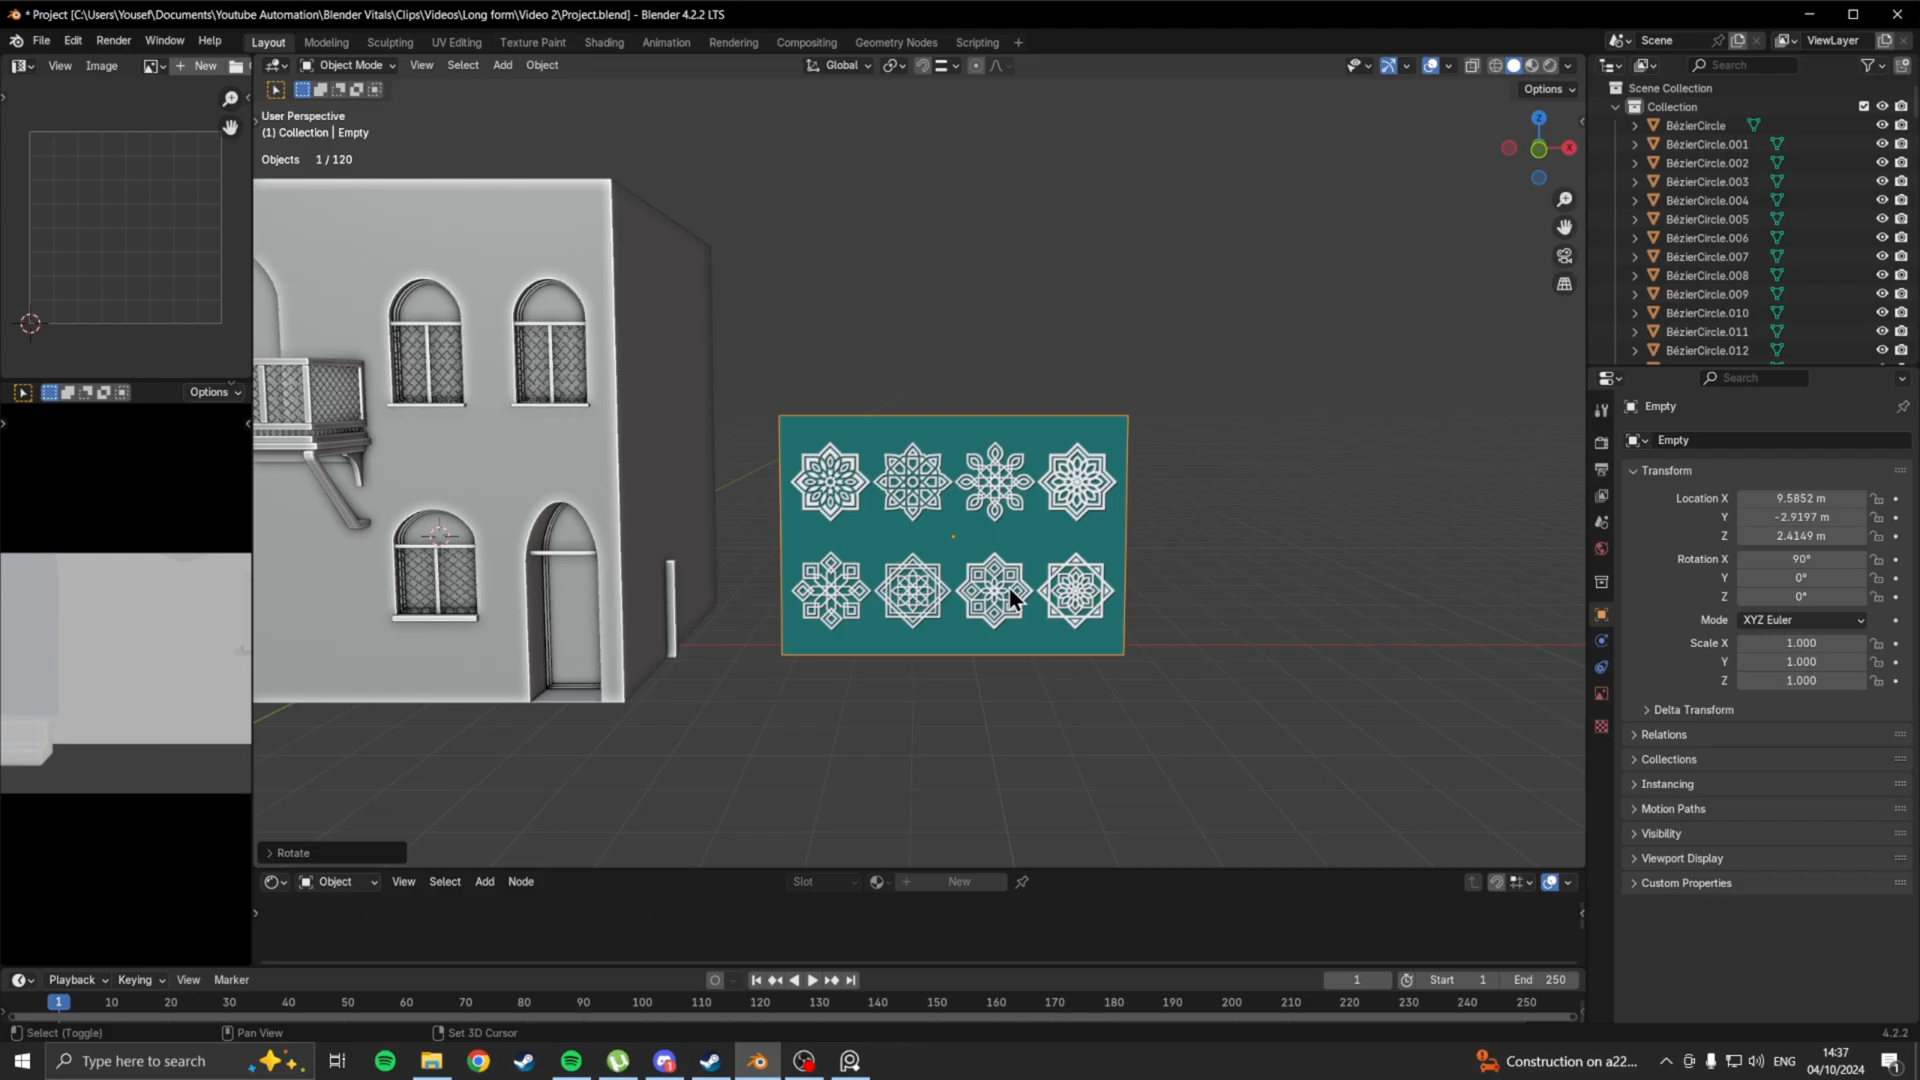 * Project [C:\Users\Yousef\Documents\Youtube Automation\Blender Vitals\Clips\Videos\Long form\Video 2\Project.blend] - Blender 4.2.2 LTS
File Edit Render Window Help Layout Modeling Sculpting UV Editing Texture Paint Shading Animation Rendering Compositing Geometry Nodes Scripting + Scene ViewLayer
View Image + New Object Mode View Select Add Object Global Search
Options
User Perspective
(1) Collection | Empty
Objects 1 / 120
Z
X
Scene Collection
Collection
BézierCircle
BézierCircle.001
BézierCircle.002
BézierCircle.003
BézierCircle.004
BézierCircle.005
BézierCircle.006
BézierCircle.007
BézierCircle.008
BézierCircle.009
BézierCircle.010
BézierCircle.011
BézierCircle.012
Options
Search
Empty
Empty
Transform
Location X 9.5852 m
Y -2.9197 m
Z 2.4149 m
Rotation X 90°
Y 0°
Z 0°
Mode XYZ Euler
Scale X 1.000
Y 1.000
Z 1.000
Delta Transform
Relations
Collections
Instancing
Motion Paths
Visibility
Viewport Display
Custom Properties
Rotate
Object View Select Add Node Slot + New
Playback Keying View Marker 1 Start 1 End 250
1 10 20 30 40 50 60 70 80 90 100 110 120 130 140 150 160 170 180 190 200 210 220 230 240 250
Select (Toggle) Pan View Set 3D Cursor 4.2.2
Type here to search Construction on a22... ENG 14:37
04/10/2024
1